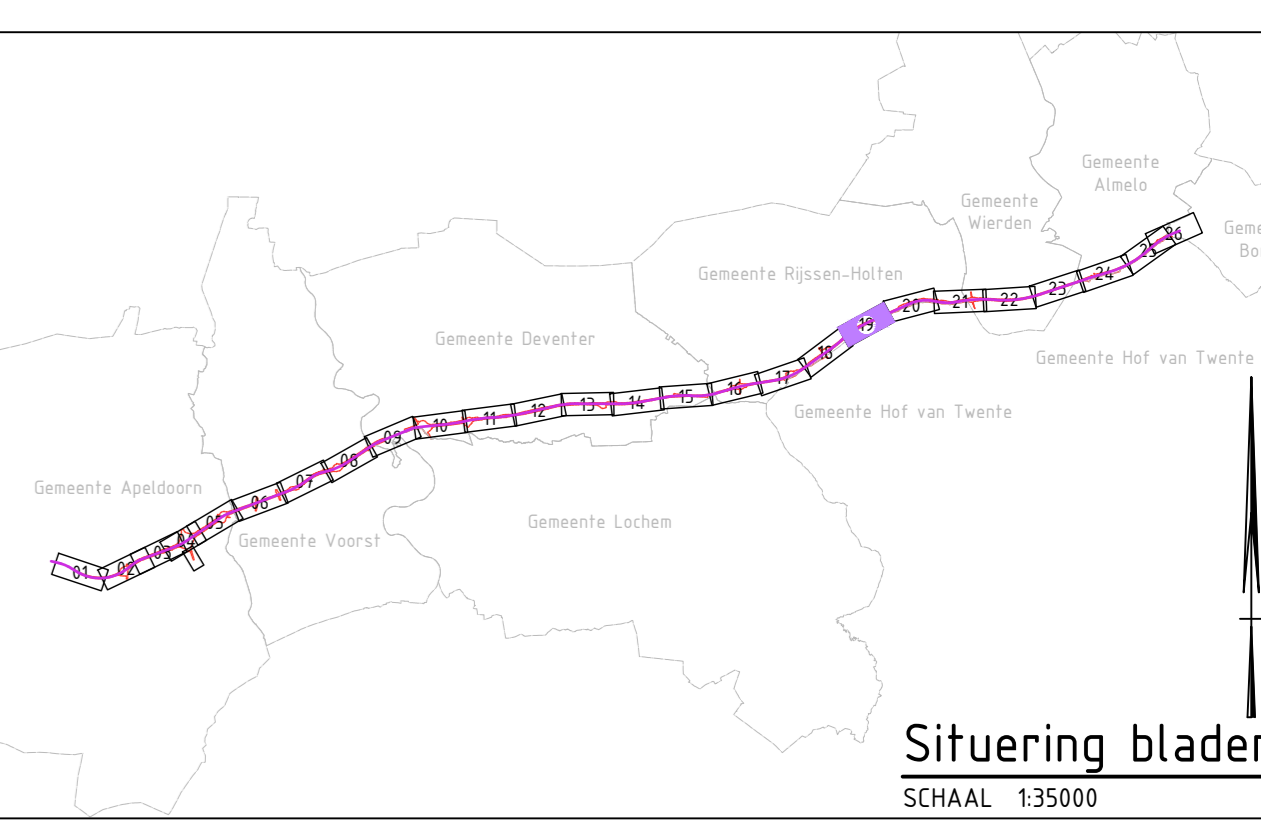 Gemeente
Almelo
Gemeente
Wierden
Gemeente Rijssen-Holten
Gemeente Deventer
Gemeente Hof van Twente
Gemeente Hof van Twente
Gemeente Apeldoorn
Gemeente Voorst
Gemeente Lochem
01
02
03
04
05
06
07
08
09
10
11
12
13
14
15
16
17
18
19
20
21
22
23
24
25
26
Situering blade
SCHAAL 1:35000